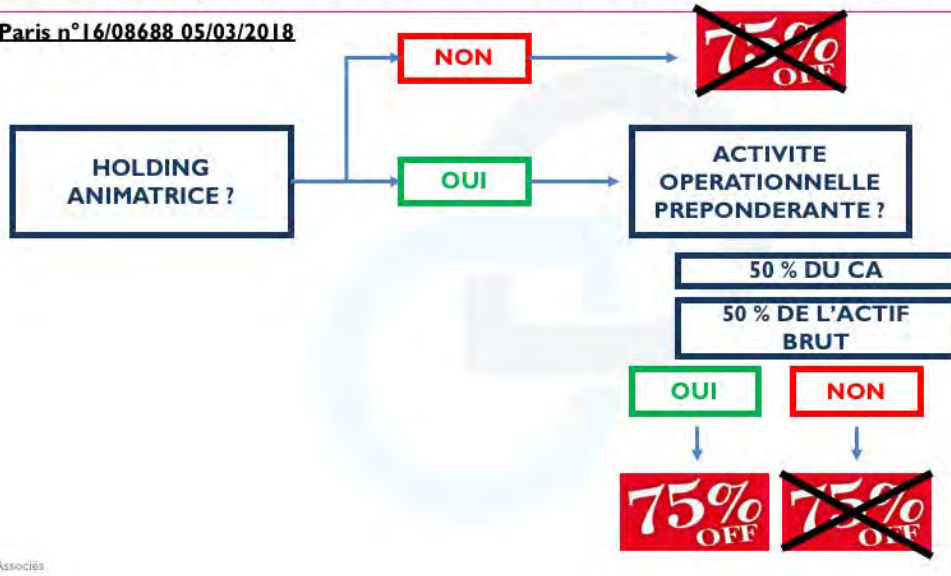 Paris n°16/08688 05/03/2018
NON
75%
OFF
HOLDING
ANIMATRICE ?
OUI
ACTIVITE
OPERATIONNELLE
PREPONDERANTE ?
50 % DU CA
50 % DE L'ACTIF
BRUT
OUI
NON
75%
OFF
75%
OFF
Associés